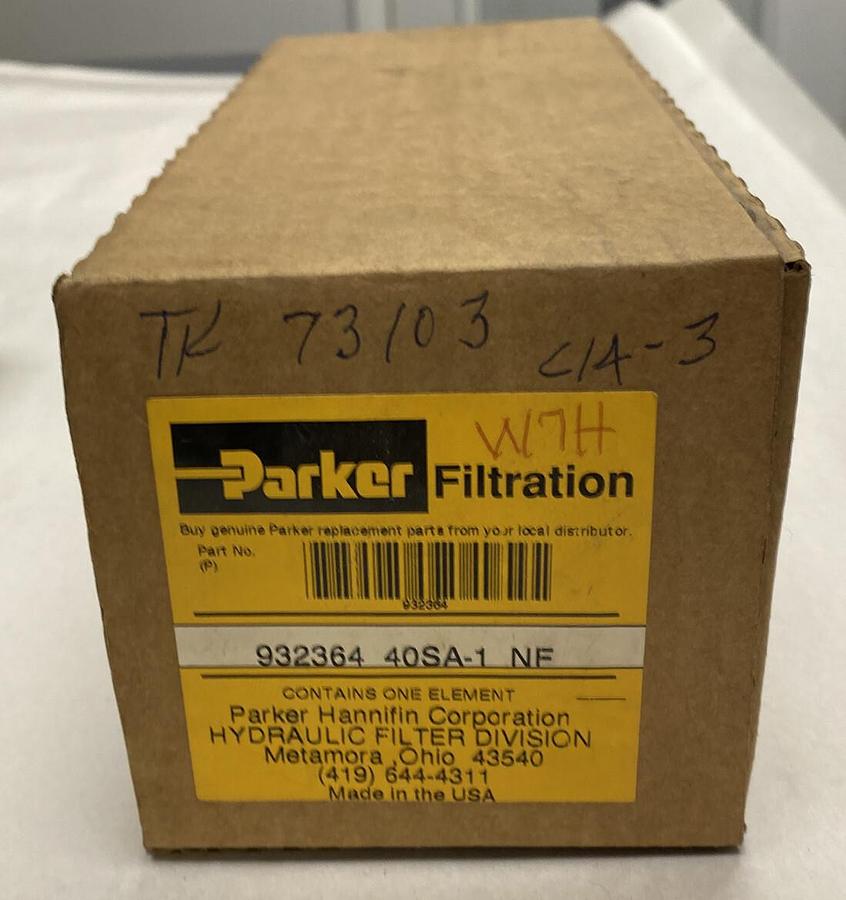 TK 73103 C14-3
W7H
Parker Filtration
Buy genuine Parker replacement parts from your local distributor.
Part No.
(P)
932364
932364 40SA-1 NF
CONTAINS ONE ELEMENT
Parker Hannifin Corporation
HYDRAULIC FILTER DIVISION
Metamora ,Ohio 43540
(419) 644-4311
Made in the USA